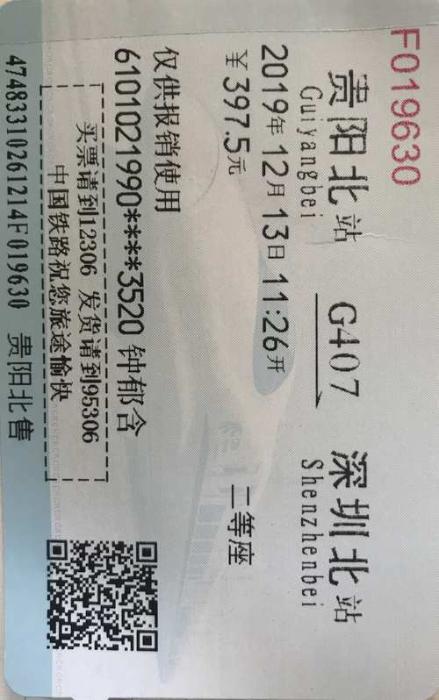 F019630
贵阳北站 G407 深圳北站
Guiyangbei Shenzhenbei
2019年12月13日11:26开
￥397.5元 二等座
仅供报销使用
6101021990****3520 钟郁含
买票请到12306 发货请到95306
中国铁路祝您旅途愉快
47483310261214F019630 贵阳北售